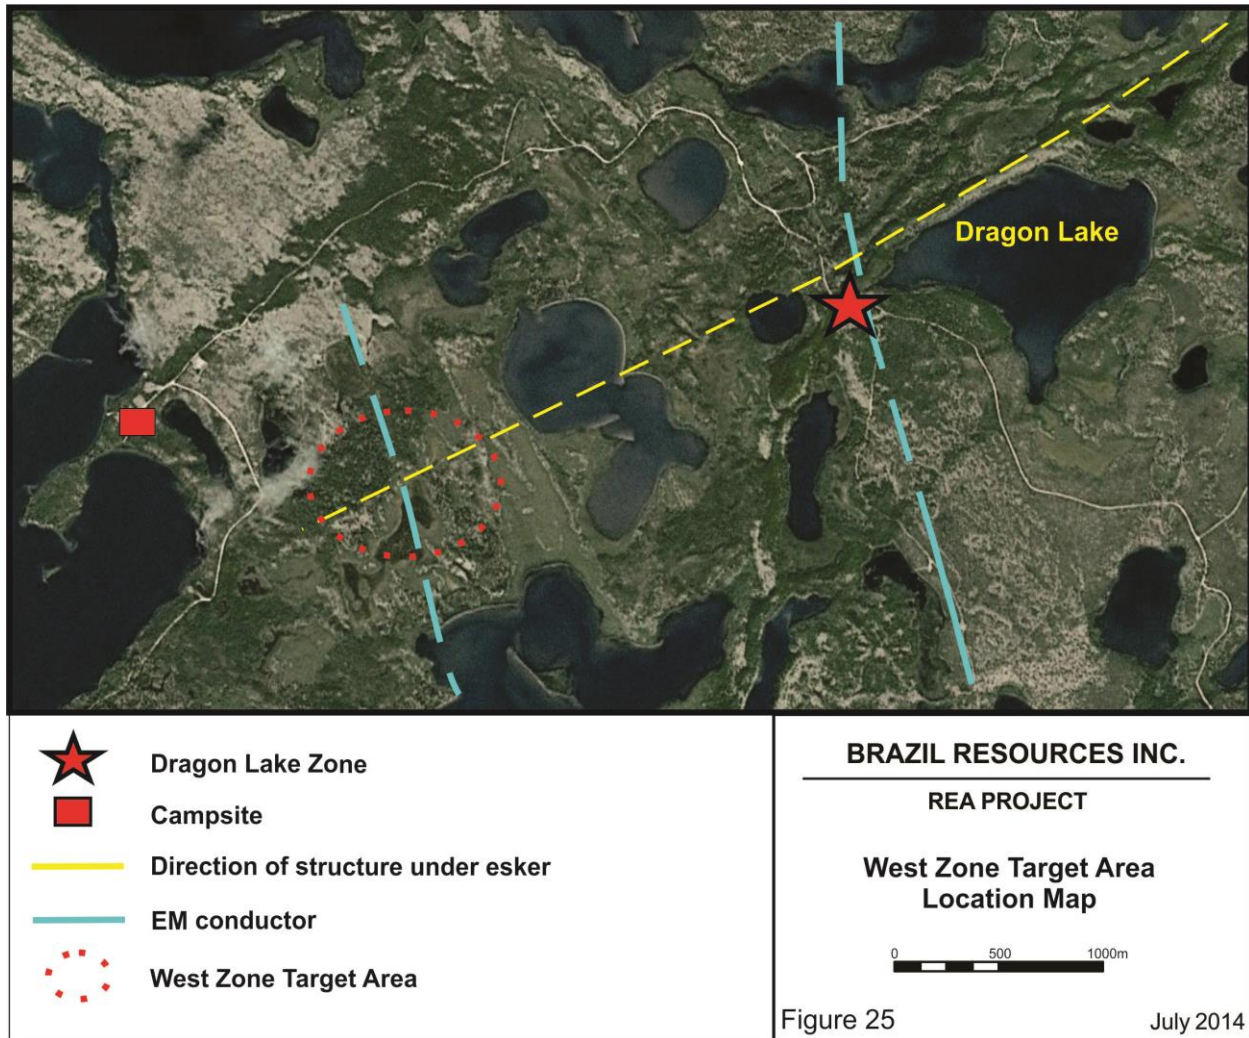 Dragon Lake
Dragon Lake Zone
Campsite
Direction of structure under esker
EM conductor
West Zone Target Area
BRAZIL RESOURCES INC.
REA PROJECT
West Zone Target Area
Location Map
0 500 1000m
Figure 25
July 2014